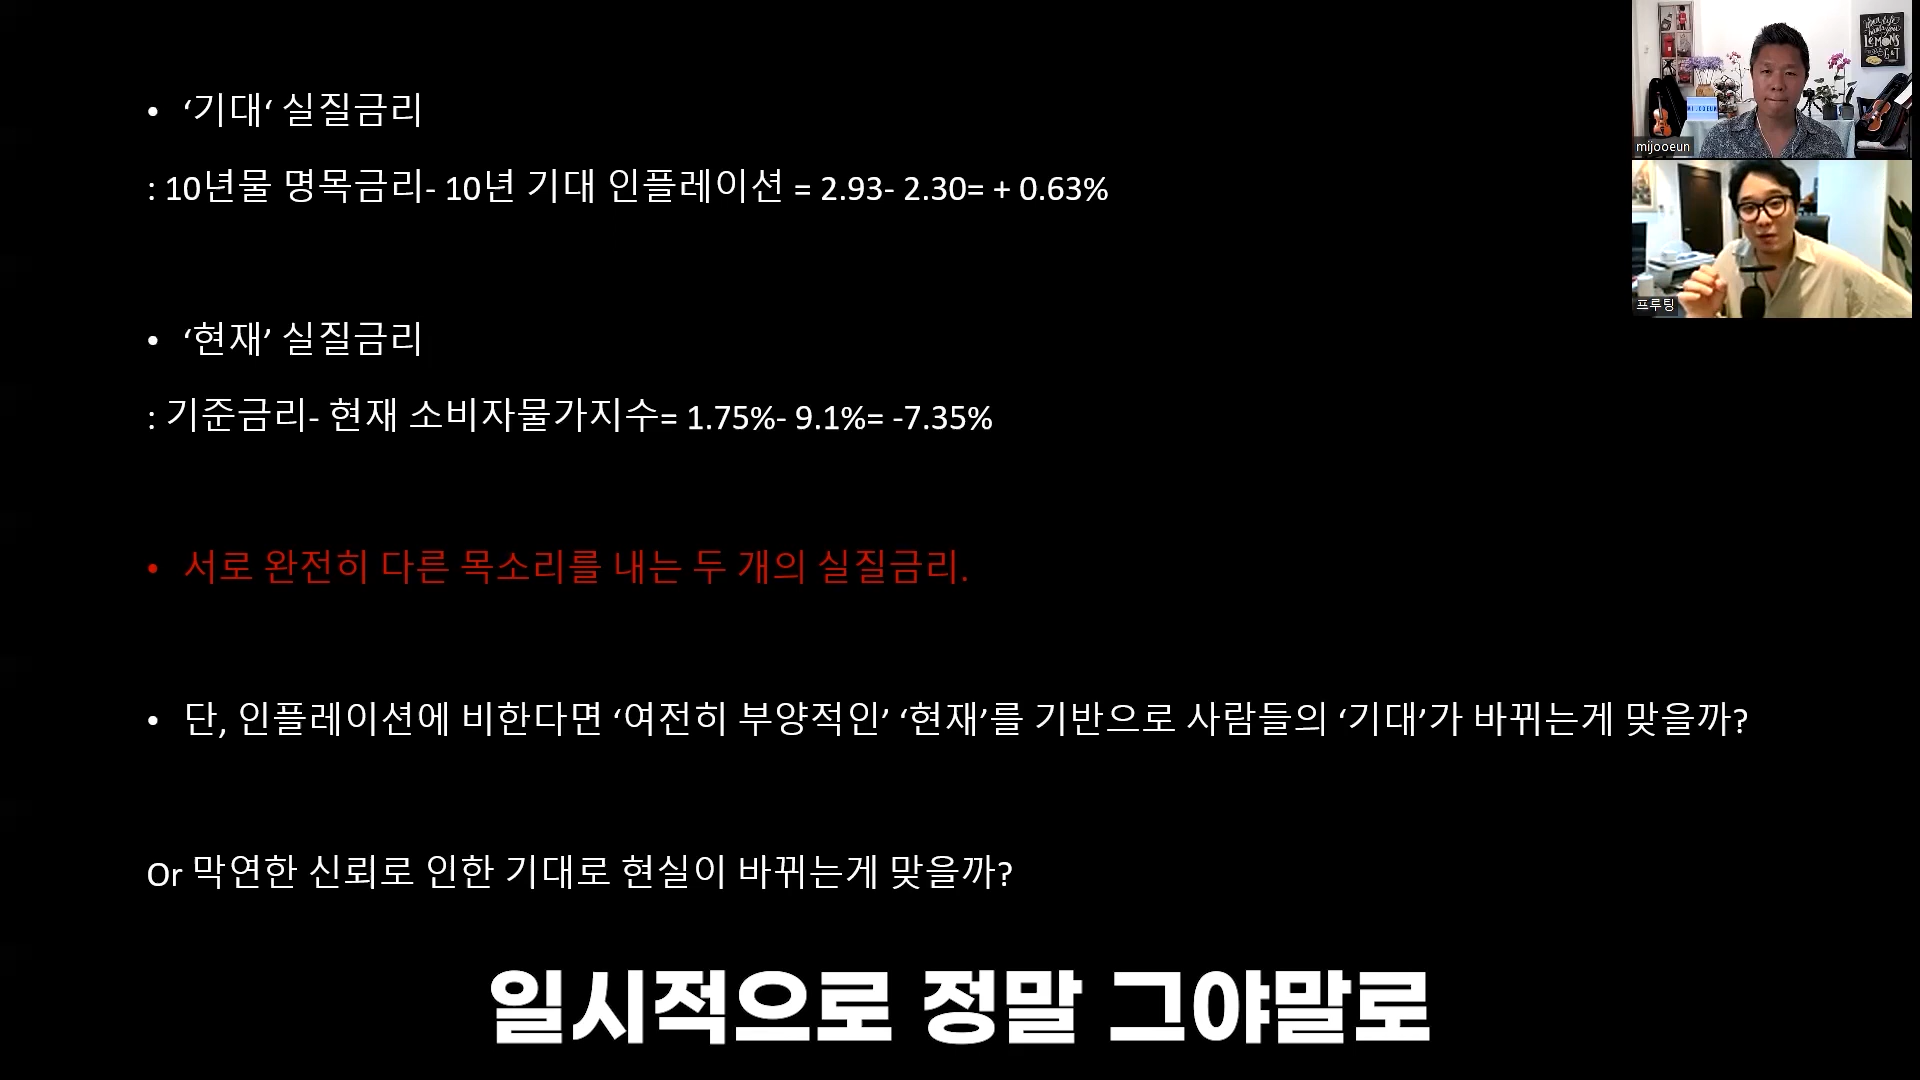 • ‘기대‘ 실질금리
: 10년물 명목금리- 10년 기대 인플레이션 = 2.93- 2.30= + 0.63%
• ‘현재’ 실질금리
: 기준금리- 현재 소비자물가지수= 1.75%- 9.1%= -7.35%
• 서로 완전히 다른 목소리를 내는 두 개의 실질금리.
• 단, 인플레이션에 비한다면 ‘여전히 부양적인’ ‘현재’를 기반으로 사람들의 ‘기대’가 바뀌는게 맞을까?
Or 막연한 신뢰로 인한 기대로 현실이 바뀌는게 맞을까?
일시적으로 정말 그야말로
LEMONS
G&T
mijooeun
프루팅